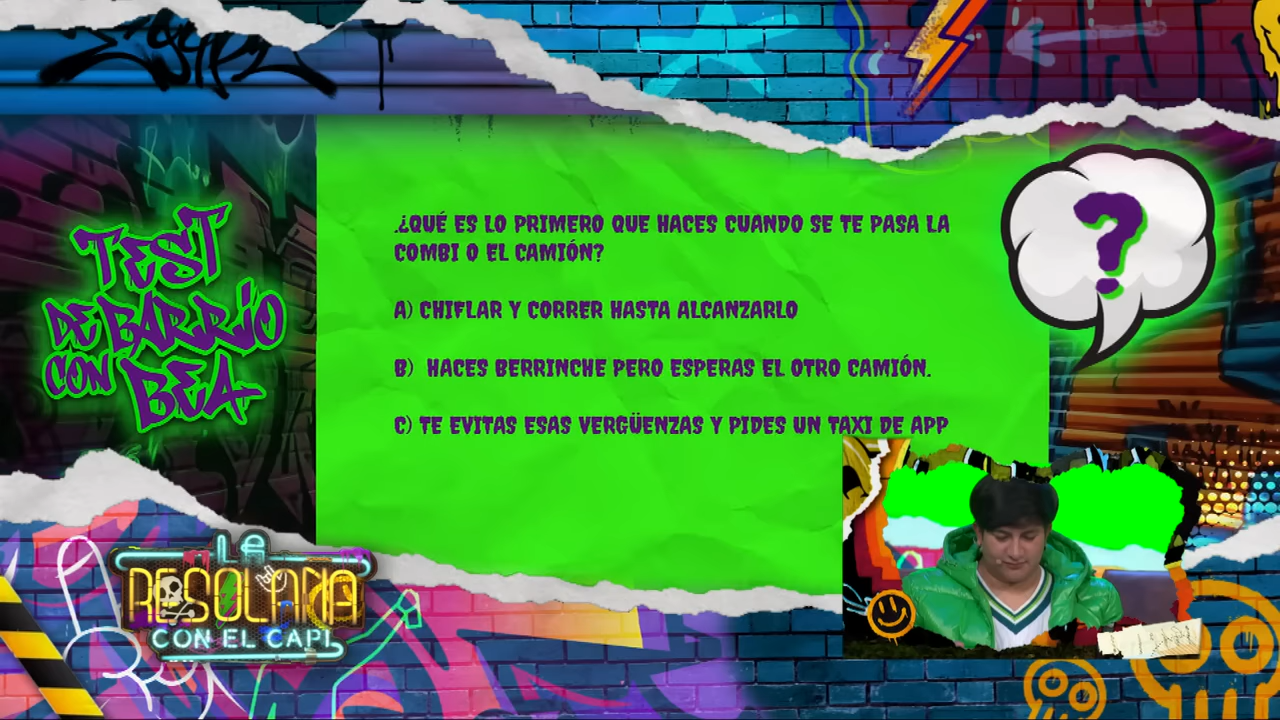 TEST
DE BARRIO
CON BEA
.¿QUÉ ES LO PRIMERO QUE HACES CUANDO SE TE PASA LA
COMBI O EL CAMIÓN?
A) CHIFLAR Y CORRER HASTA ALCANZARLO
B) HACES BERRINCHE PERO ESPERAS EL OTRO CAMIÓN.
C) TE EVITAS ESAS VERGÜENZAS Y PIDES UN TAXI DE APP
?
LA
RESOLANA
CON EL CAPI